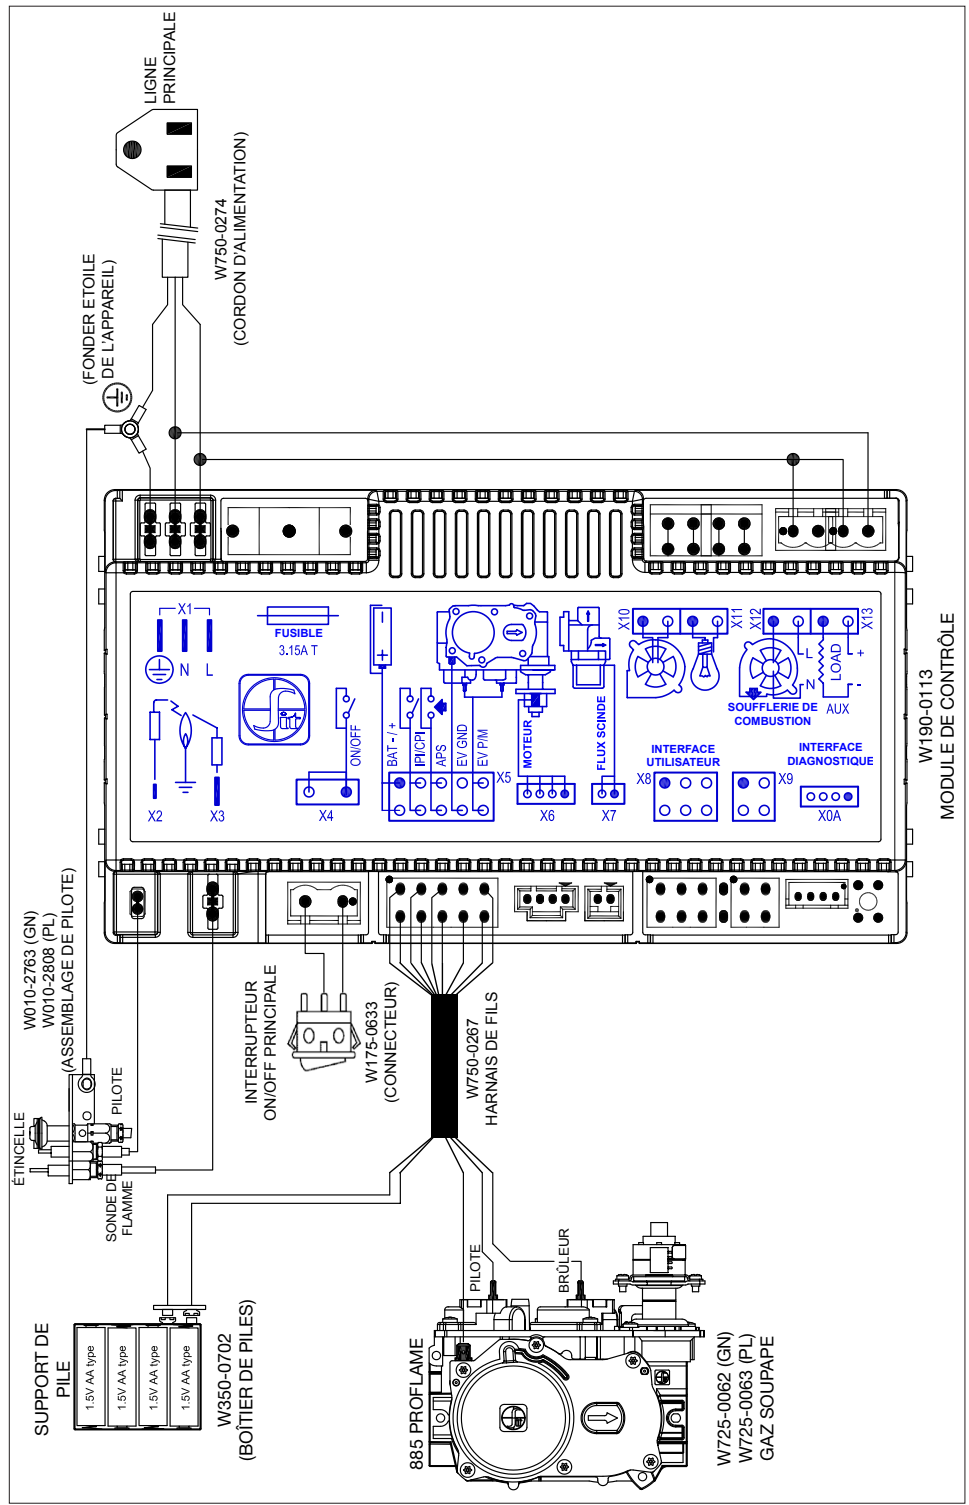 LIGNE
PRINCIPALE
W750-0274
(CORDON D'ALIMENTATION)
(FONDER ETOILE
DE L'APPAREIL)
X1
N
L
X2
X3
FUSIBLE
3.15A T
Sit
ON/OFF
X4
BAT - / +
IPI/CPI
APS
EV GND
EV P/M
X5
MOTEUR
X6
FLUX SCINDE
X7
X10
X11
X12
X13
L
N
LOAD
+
-
AUX
SOUFFLERIE DE
COMBUSTION
INTERFACE
UTILISATEUR
X8
X9
INTERFACE
DIAGNOSTIQUE
X0A
W190-0113
MODULE DE CONTRÔLE
W010-2763 (GN)
W010-2808 (PL)
(ASSEMBLAGE DE PILOTE)
ÉTINCELLE
PILOTE
SONDE DE
FLAMME
INTERRUPTEUR
ON/OFF PRINCIPALE
W175-0633
(CONNECTEUR)
W750-0267
HARNAIS DE FILS
SUPPORT DE
PILE
1.5V AA type
1.5V AA type
1.5V AA type
1.5V AA type
W350-0702
(BOÎTIER DE PILES)
885 PROFLAME
PILOTE
BRÛLEUR
W725-0062 (GN)
W725-0063 (PL)
GAZ SOUPAPE